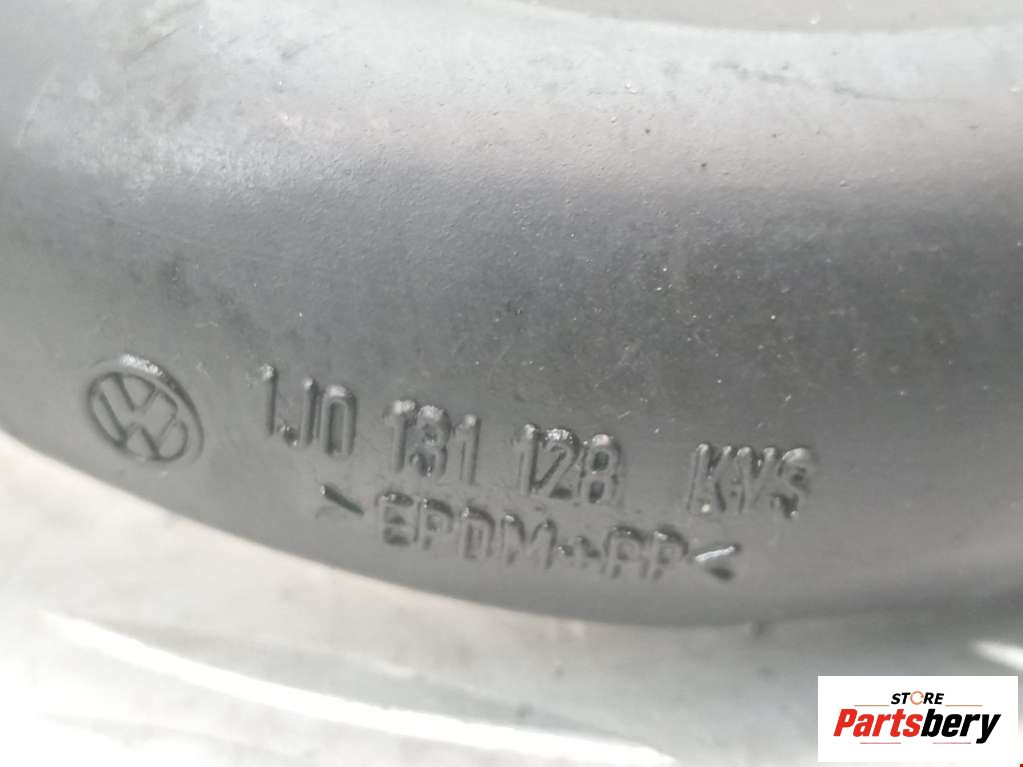 1J0 131 128 KVS
>EPDM+PP<
STORE
Partsbery